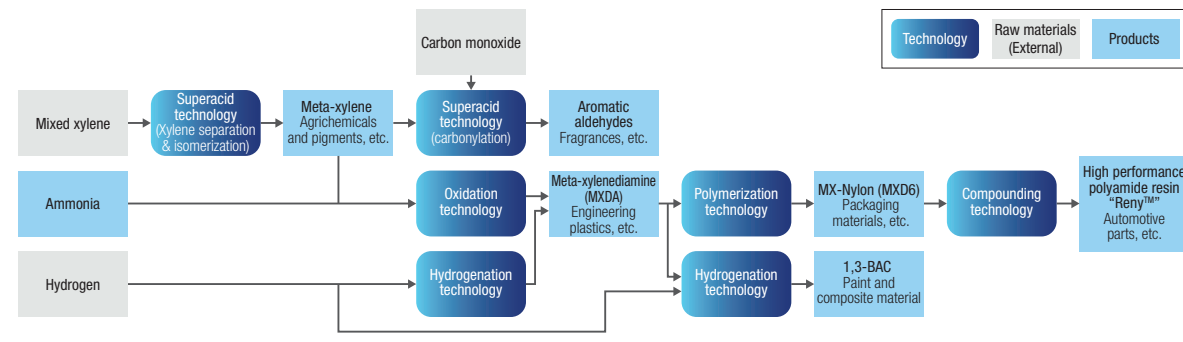 Carbon monoxide
Technology
Raw materials
(External)
Products
Mixed xylene
Superacid
technology
(Xylene separation
& isomerization)
Meta-xylene
Agrichemicals
and pigments, etc.
Superacid
technology
(carbonylation)
Aromatic
aldehydes
Fragrances, etc.
Ammonia
Oxidation
technology
Meta-xylenediamine
(MXDA)
Engineering
plastics, etc.
Polymerization
technology
MX-Nylon (MXD6)
Packaging
materials, etc.
Compounding
technology
High performance
polyamide resin
“Reny™”
Automotive
parts, etc.
Hydrogen
Hydrogenation
technology
Hydrogenation
technology
1,3-BAC
Paint and
composite material